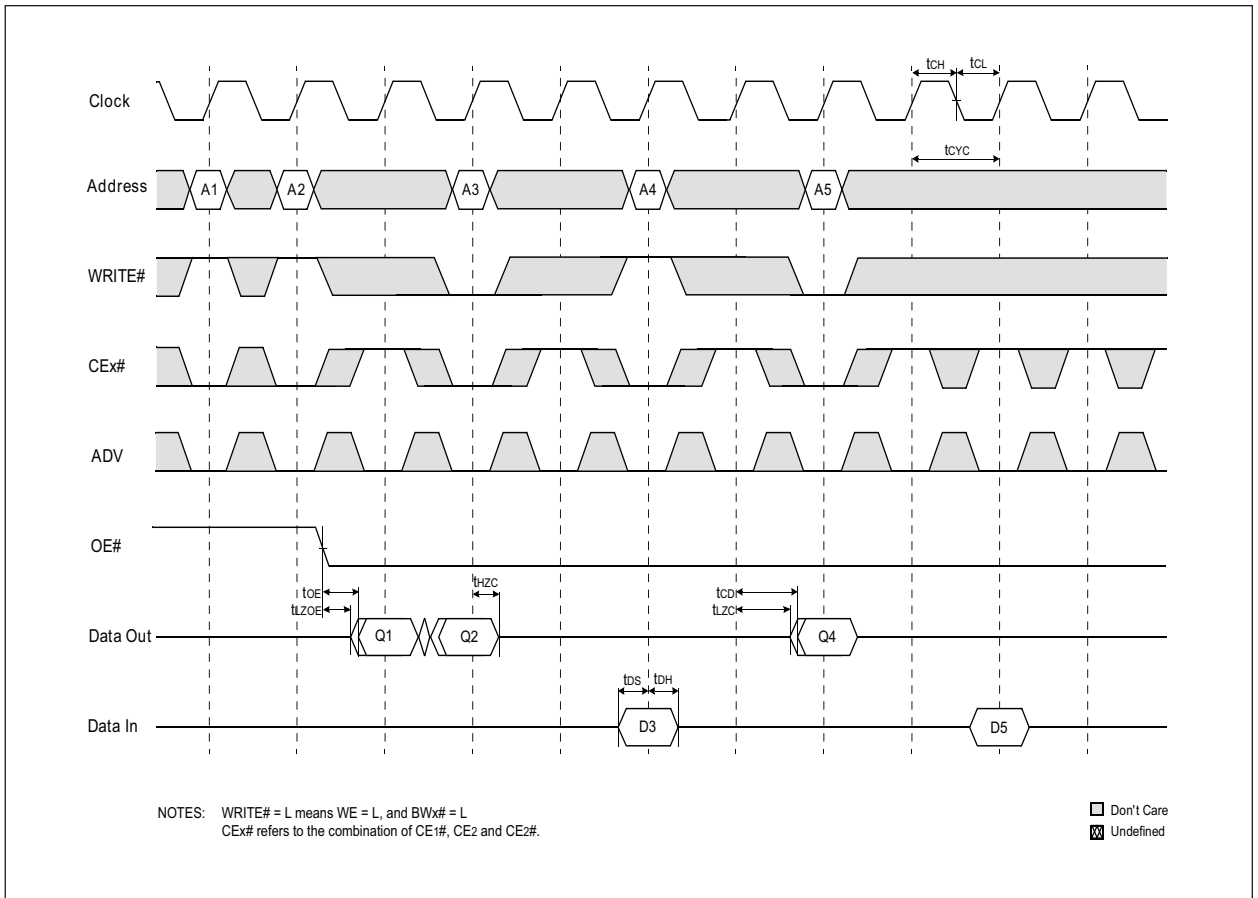 tCH
tCL
Clock
tCYC
Address
A1
A2
A3
A4
A5
WRITE#
CEx#
ADV
OE#
tOE
tHZC
tCD
tLZOE
tLZC
Data Out
Q1
Q2
Q4
tDS
tDH
Data In
D3
D5
NOTES: WRITE# = L means WE = L, and BWx# = L
CEx# refers to the combination of CE1#, CE2 and CE2#.
Don't Care
Undefined